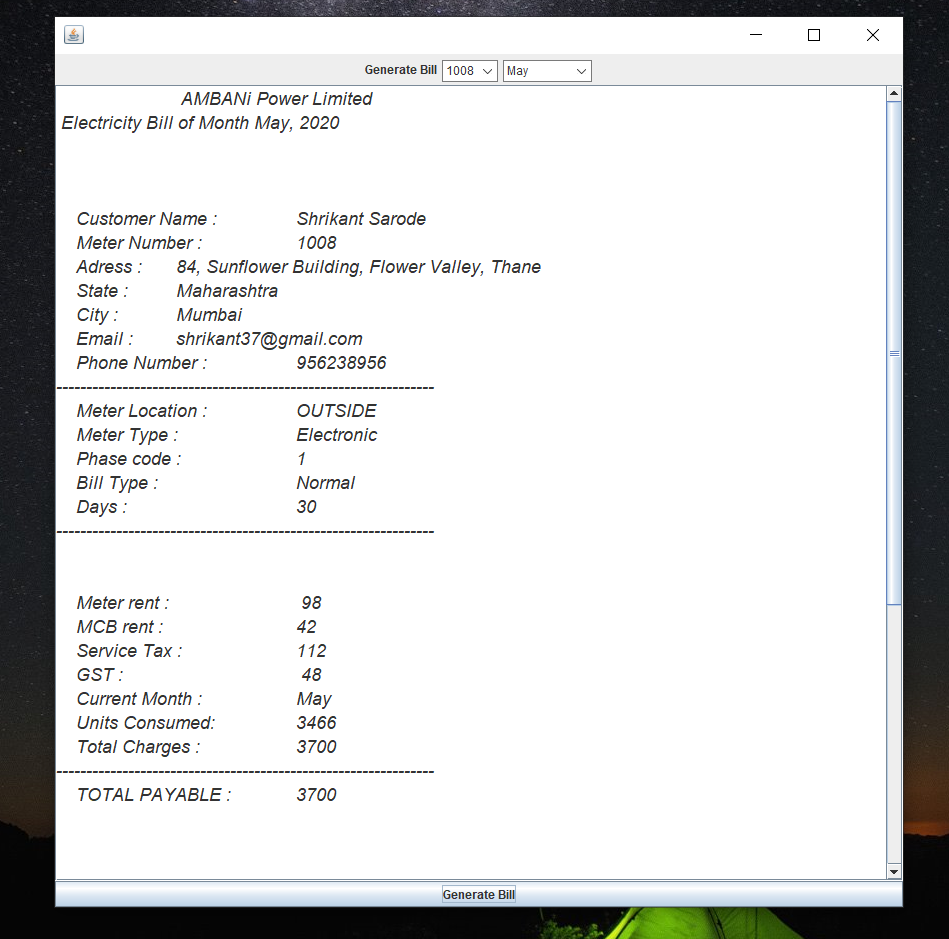 Generate Bill 1008 May
AMBANi Power Limited
Electricity Bill of Month May, 2020
Customer Name : Shrikant Sarode
Meter Number : 1008
Adress : 84, Sunflower Building, Flower Valley, Thane
State : Maharashtra
City : Mumbai
Email : shrikant37@gmail.com
Phone Number : 956238956
---------------------------------------------------------------
Meter Location : OUTSIDE
Meter Type : Electronic
Phase code : 1
Bill Type : Normal
Days : 30
---------------------------------------------------------------
Meter rent : 98
MCB rent : 42
Service Tax : 112
GST : 48
Current Month : May
Units Consumed: 3466
Total Charges : 3700
---------------------------------------------------------------
TOTAL PAYABLE : 3700
Generate Bill